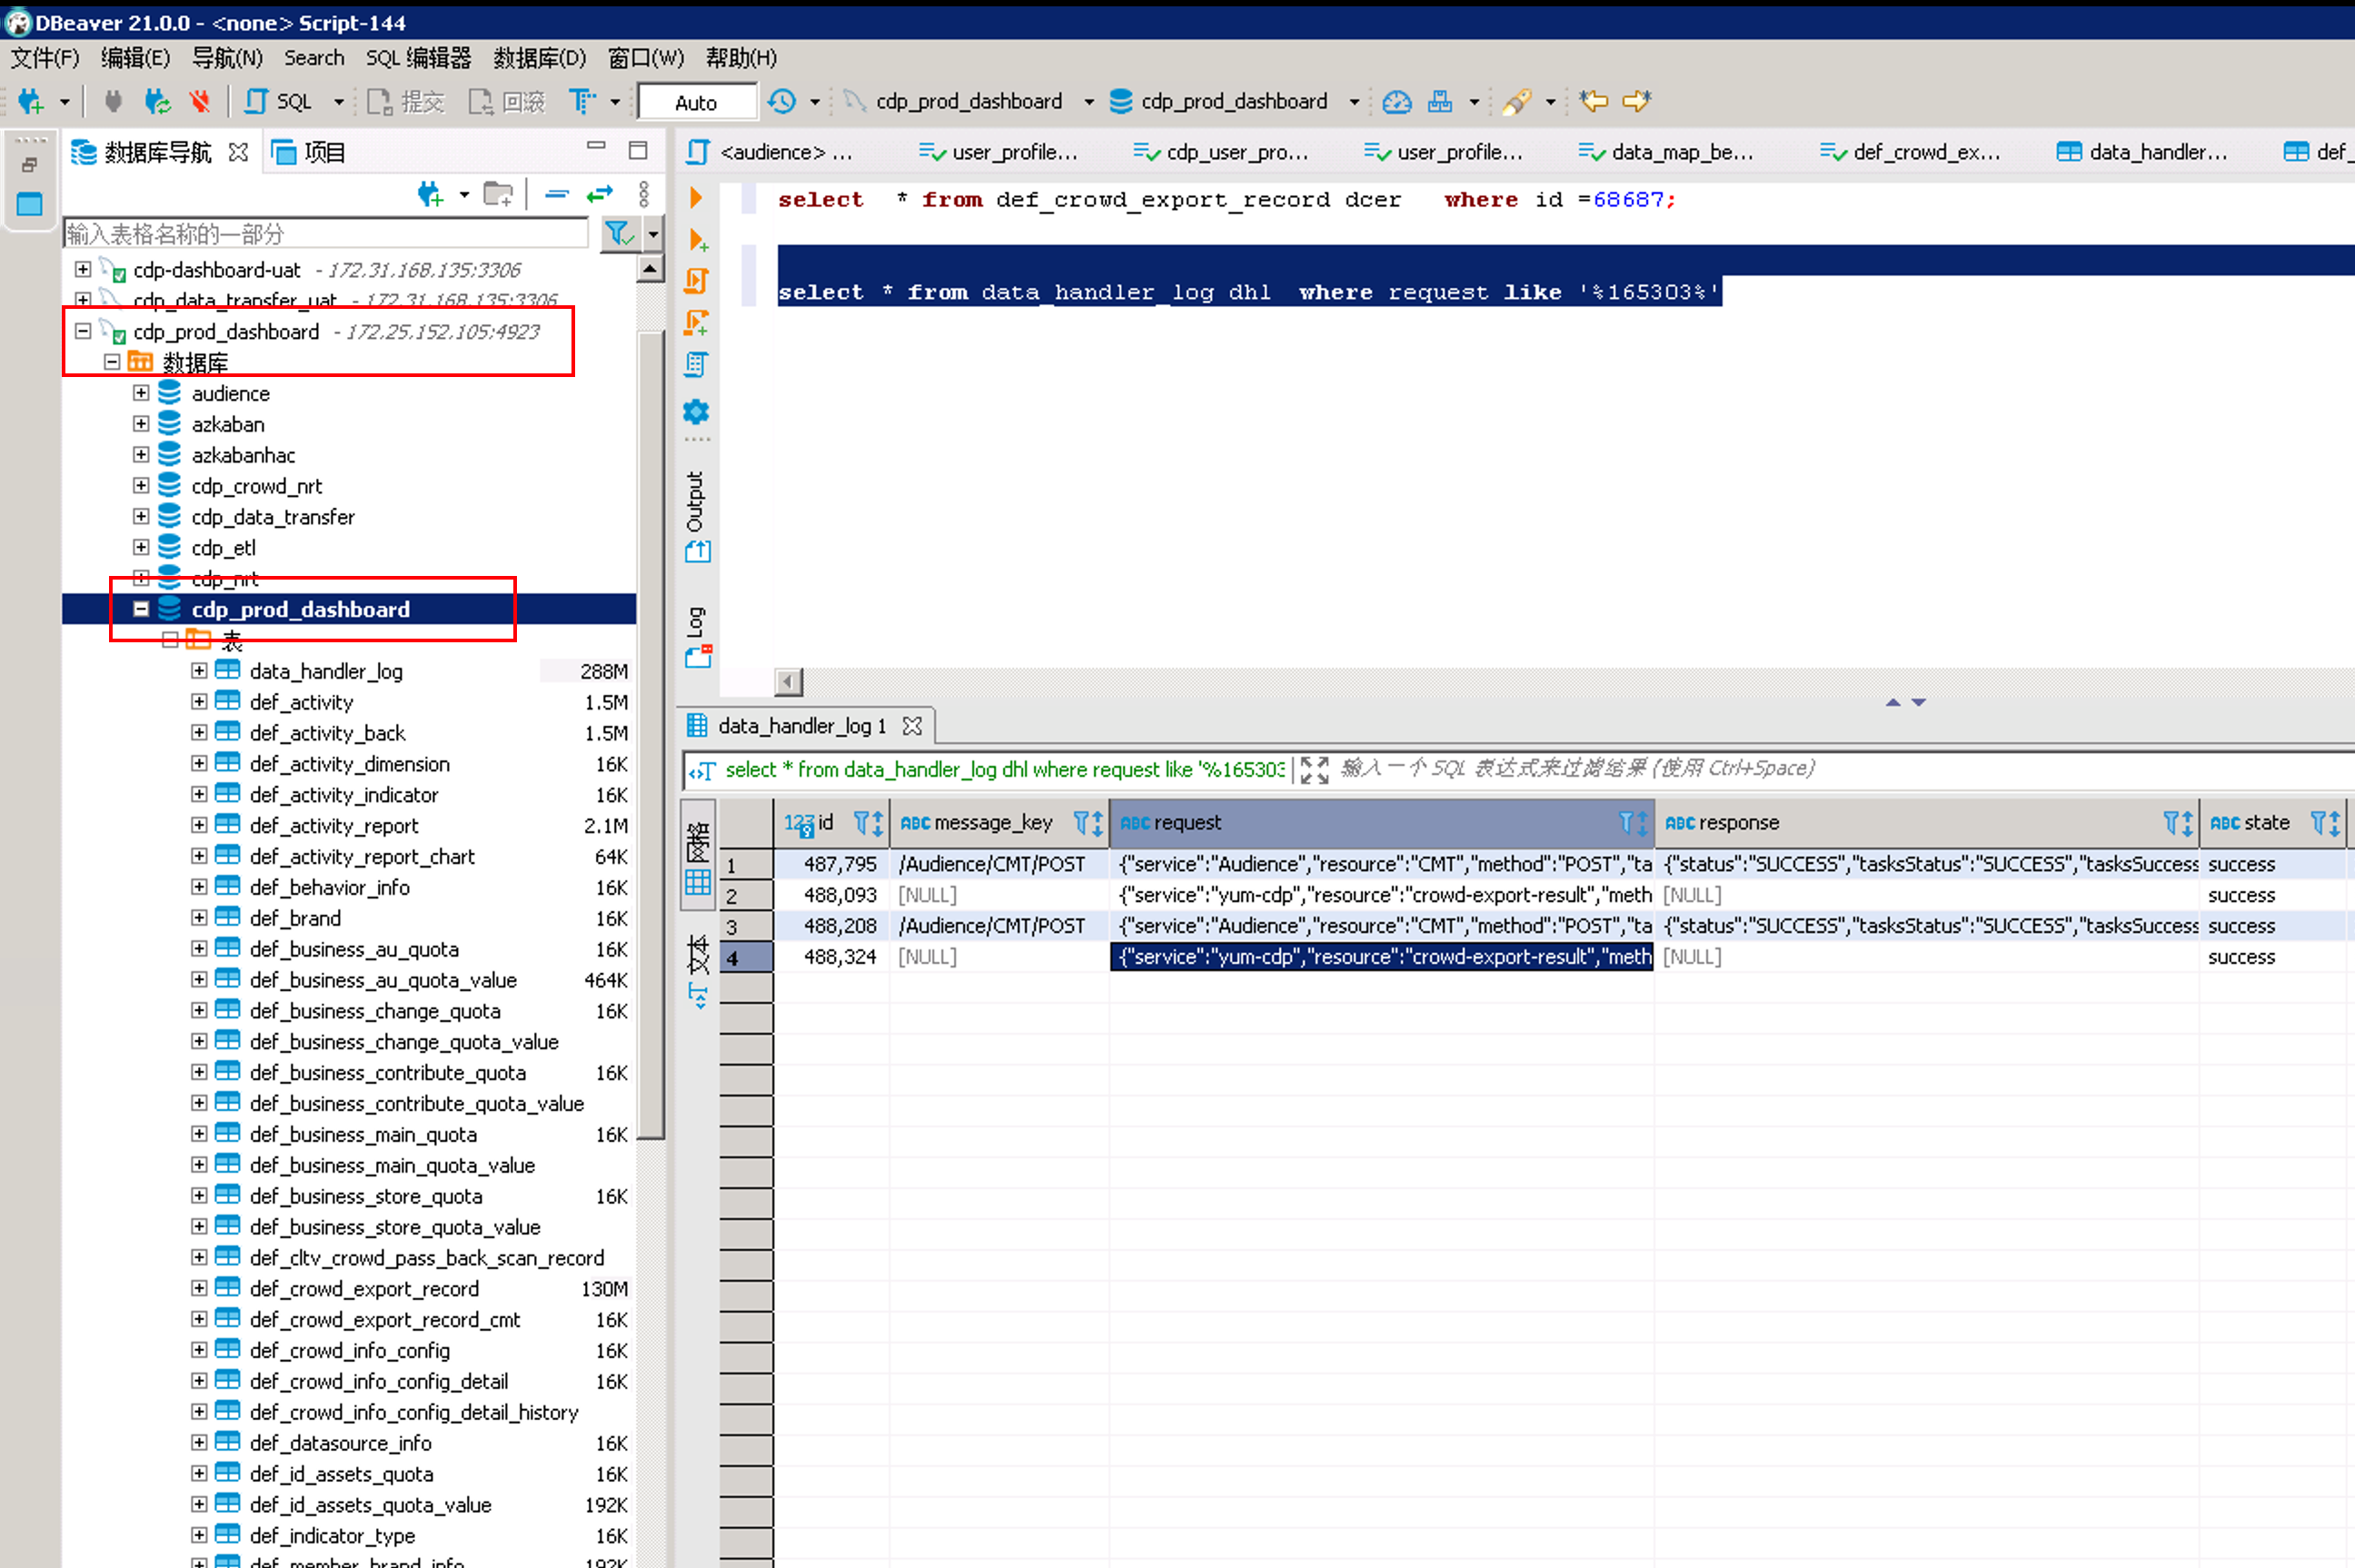 DBeaver 21.0.0 - <none> Script-144
文件(F) 编辑(E) 导航(N) Search SQL 编辑器 数据库(D) 窗口(W) 帮助(H)
SQL 提交 回滚 Auto cdp_prod_dashboard cdp_prod_dashboard
数据库导航 项目
<audience> ... user_profile... cdp_user_pro... user_profile... data_map_be... def_crowd_ex... data_handler... def_
输入表格名称的一部分
cdp-dashboard-uat - 172.31.168.135:3306
cdp_data_transfer_uat - 172.31.168.135:3306
cdp_prod_dashboard - 172.25.152.105:4923
数据库
audience
azkaban
azkabanhac
cdp_crowd_nrt
cdp_data_transfer
cdp_etl
cdp_nrt
cdp_prod_dashboard
表
data_handler_log 288M
def_activity 1.5M
def_activity_back 1.5M
def_activity_dimension 16K
def_activity_indicator 16K
def_activity_report 2.1M
def_activity_report_chart 64K
def_behavior_info 16K
def_brand 16K
def_business_au_quota 16K
def_business_au_quota_value 464K
def_business_change_quota 16K
def_business_change_quota_value
def_business_contribute_quota 16K
def_business_contribute_quota_value
def_business_main_quota 16K
def_business_main_quota_value
def_business_store_quota 16K
def_business_store_quota_value
def_cltv_crowd_pass_back_scan_record
def_crowd_export_record 130M
def_crowd_export_record_cmt 16K
def_crowd_info_config 16K
def_crowd_info_config_detail 16K
def_crowd_info_config_detail_history
def_datasource_info 16K
def_id_assets_quota 16K
def_id_assets_quota_value 192K
def_indicator_type 16K
def_member_brand_info 192K
select * from def_crowd_export_record dcer where id =68687;
select * from data_handler_log dhl where request like '%165303%'
Output
Log
data_handler_log 1
select * from data_handler_log dhl where request like '%165303 输入一个 SQL 表达式来过滤结果 (使用 Ctrl+Space)
网格
文本
123 id ABC message_key ABC request ABC response ABC state
1 487,795 /Audience/CMT/POST {"service":"Audience","resource":"CMT","method":"POST","ta {"status":"SUCCESS","tasksStatus":"SUCCESS","tasksSuccess success
2 488,093 [NULL] {"service":"yum-cdp","resource":"crowd-export-result","meth [NULL] success
3 488,208 /Audience/CMT/POST {"service":"Audience","resource":"CMT","method":"POST","ta {"status":"SUCCESS","tasksStatus":"SUCCESS","tasksSuccess success
4 488,324 [NULL] {"service":"yum-cdp","resource":"crowd-export-result","meth [NULL] success